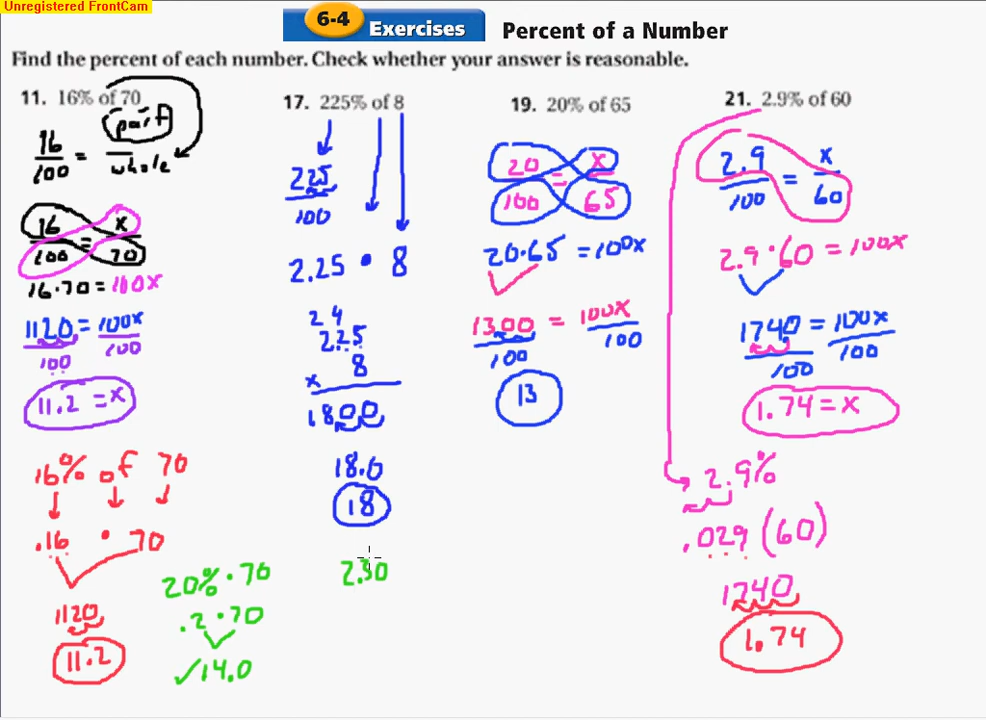 Unregistered FrontCam
6-4 Exercises Percent of a Number
Find the percent of each number. Check whether your answer is reasonable.
11. 16% of 70
16/100 = part/whole
16/100 = x/70
16·70 = 100x
1120/100 = 100x/100
11.2 = x
16% of 70
.16 · 70
1120
11.2
20% · 70
.2 · 70
✓14.0
17. 225% of 8
225/100
2.25 · 8
2 4
225
x 8
1800
18.0
18
2.30
19. 20% of 65
20/100 = x/65
20·65 = 100x
1300/100 = 100x/100
13
21. 2.9% of 60
2.9/100 = x/60
2.9 · 60 = 100x
1740/100 = 100x/100
1.74 = x
2.9%
.029 (60)
1740
1.74